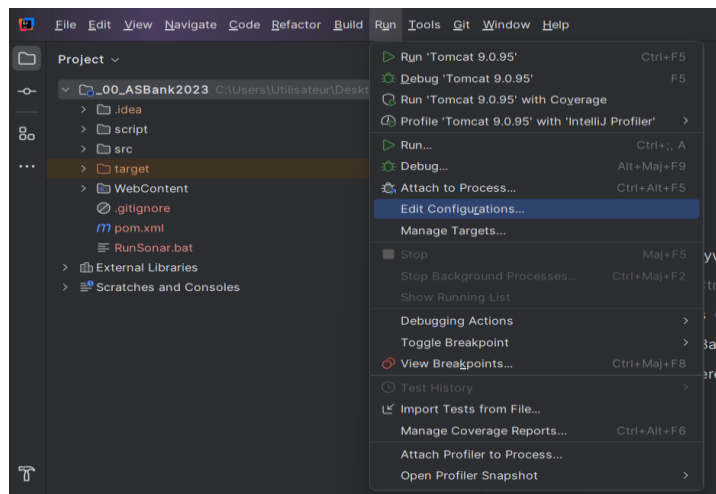 File Edit View Navigate Code Refactor Build Run Tools Git Window Help
Project
_00_ASBank2023 C:\Users\Utilisateur\Deskt
.idea
script
src
target
WebContent
.gitignore
m pom.xml
RunSonar.bat
External Libraries
Scratches and Consoles
Run 'Tomcat 9.0.95' Ctrl+F5
Debug 'Tomcat 9.0.95' F5
Run 'Tomcat 9.0.95' with Coverage
Profile 'Tomcat 9.0.95' with 'IntelliJ Profiler'
Run... Ctrl+;, A
Debug... Alt+Maj+F9
Attach to Process... Ctrl+Alt+F5
Edit Configurations...
Manage Targets...
Stop Maj+F5
Stop Background Processes... Ctrl+Maj+F2
Show Running List
Debugging Actions
Toggle Breakpoint
View Breakpoints... Ctrl+Maj+F8
Test History
Import Tests from File...
Manage Coverage Reports... Ctrl+Alt+F6
Attach Profiler to Process...
Open Profiler Snapshot